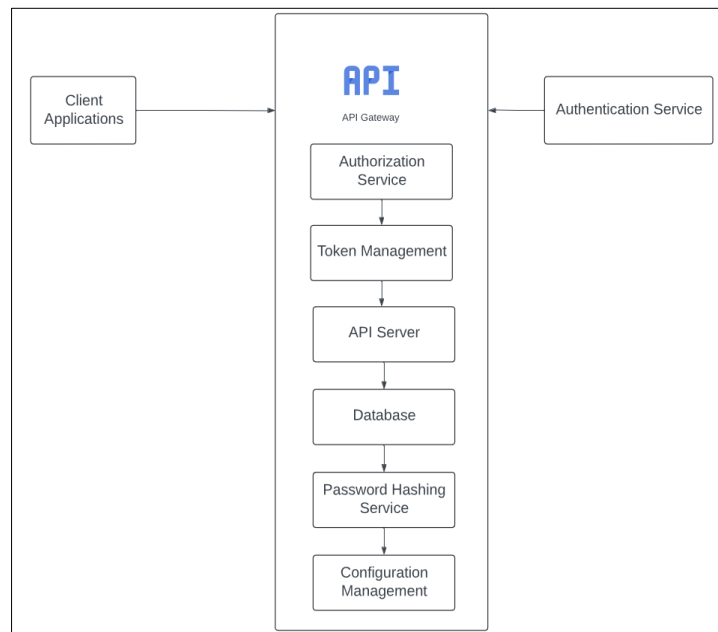 API
API Gateway
Client
Applications
Authentication Service
Authorization
Service
Token Management
API Server
Database
Password Hashing
Service
Configuration
Management